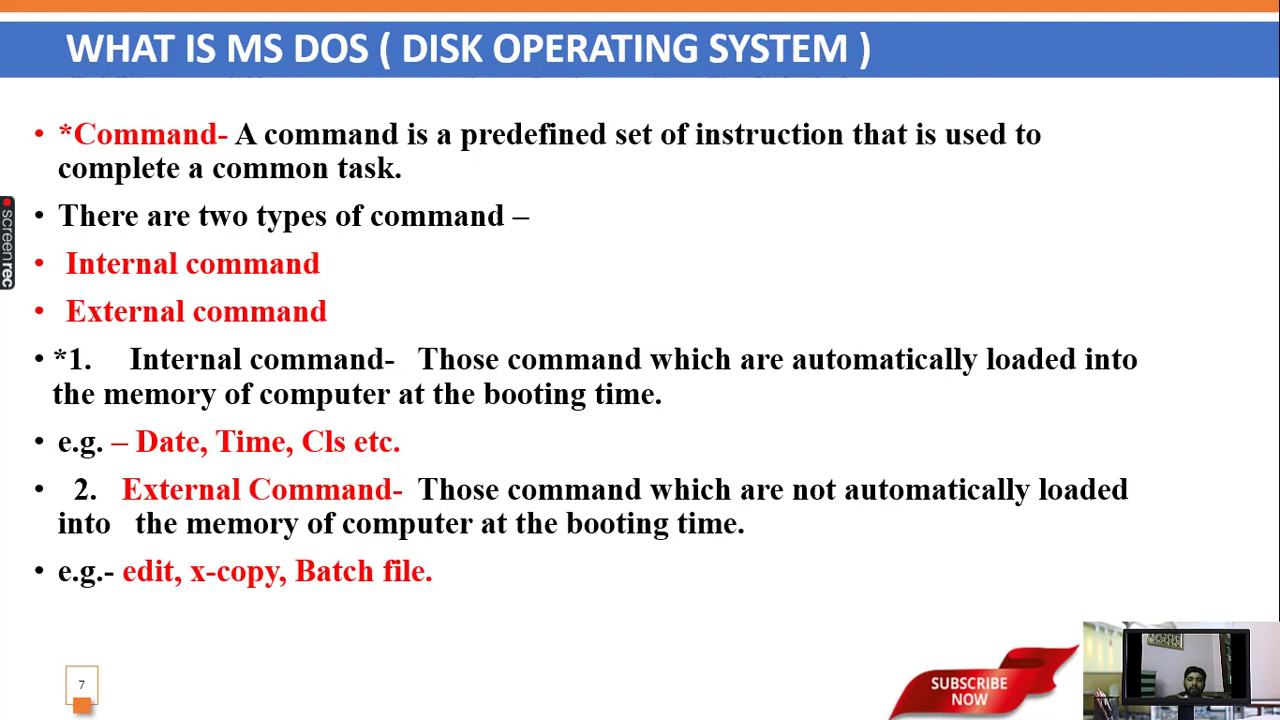 WHAT IS MS DOS ( DISK OPERATING SYSTEM )
• *Command- A command is a predefined set of instruction that is used to
complete a common task.
• There are two types of command –
• Internal command
• External command
• *1. Internal command- Those command which are automatically loaded into
the memory of computer at the booting time.
• e.g. – Date, Time, Cls etc.
• 2. External Command- Those command which are not automatically loaded
into the memory of computer at the booting time.
• e.g.- edit, x-copy, Batch file.
screenrec
7
SUBSCRIBE
NOW